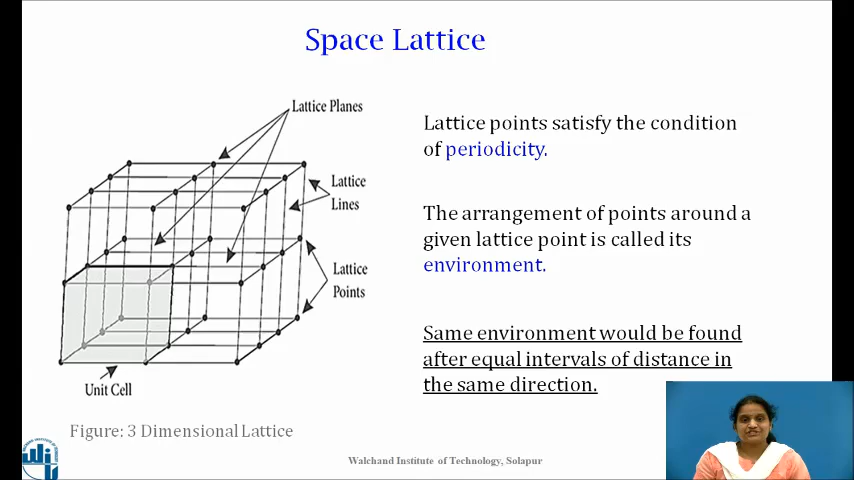 Space Lattice
Lattice Planes
Lattice
Lines
Lattice
Points
Unit Cell
Figure: 3 Dimensional Lattice
Lattice points satisfy the condition
of periodicity.
The arrangement of points around a
given lattice point is called its
environment.
Same environment would be found
after equal intervals of distance in
the same direction.
Walchand Institute of Technology, Solapur